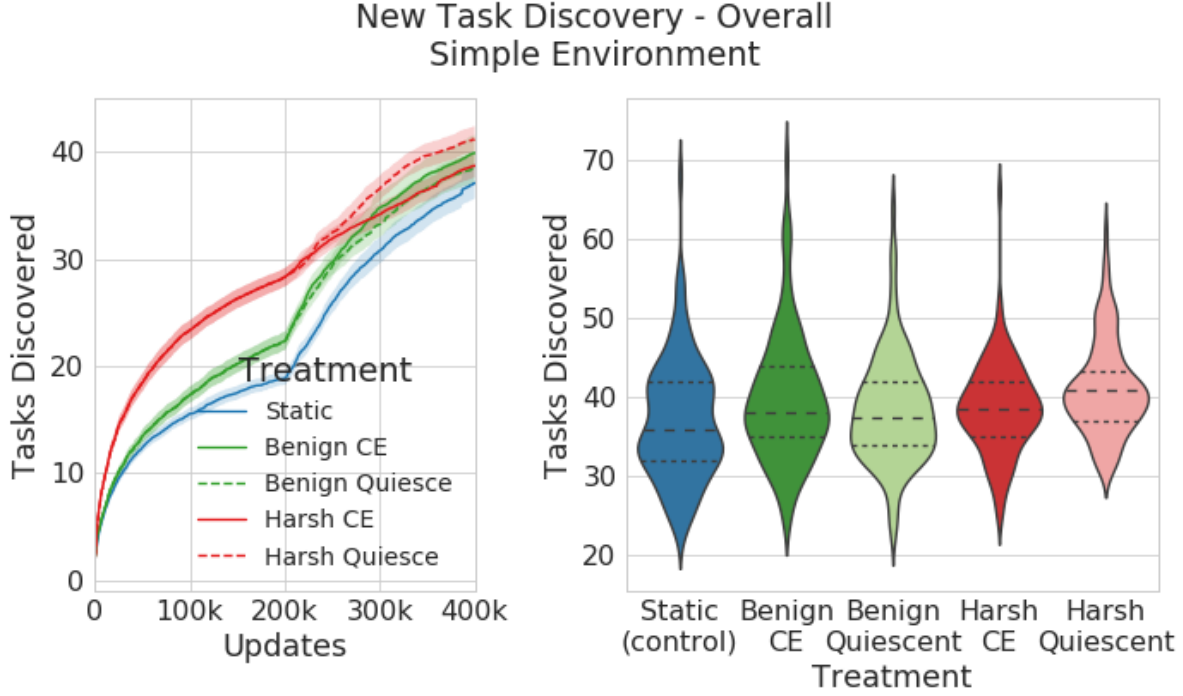 New Task Discovery - Overall
Simple Environment
Tasks Discovered
40
30
20
10
0
Treatment
Static
Benign CE
Benign Quiesce
Harsh CE
Harsh Quiesce
0 100k 200k 300k 400k
Updates
Tasks Discovered
70
60
50
40
30
20
Static Benign Benign Harsh Harsh
(control) CE Quiescent CE Quiescent
Treatment